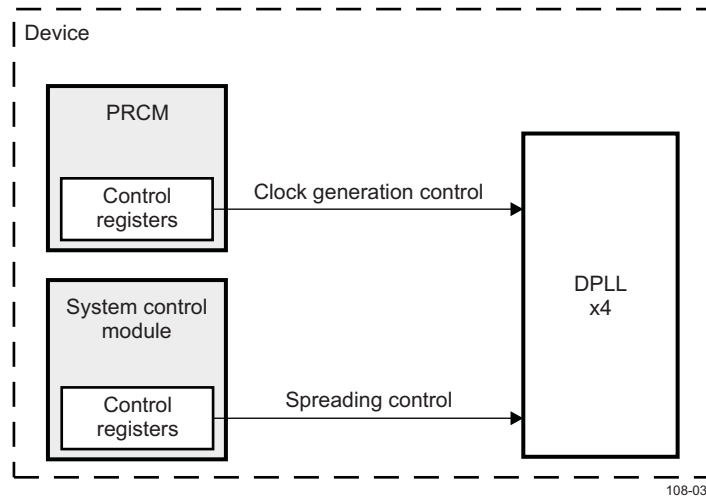 Device
PRCM
Control
registers
Clock generation control
System control
module
Control
registers
Spreading control
DPLL
x4
108-03